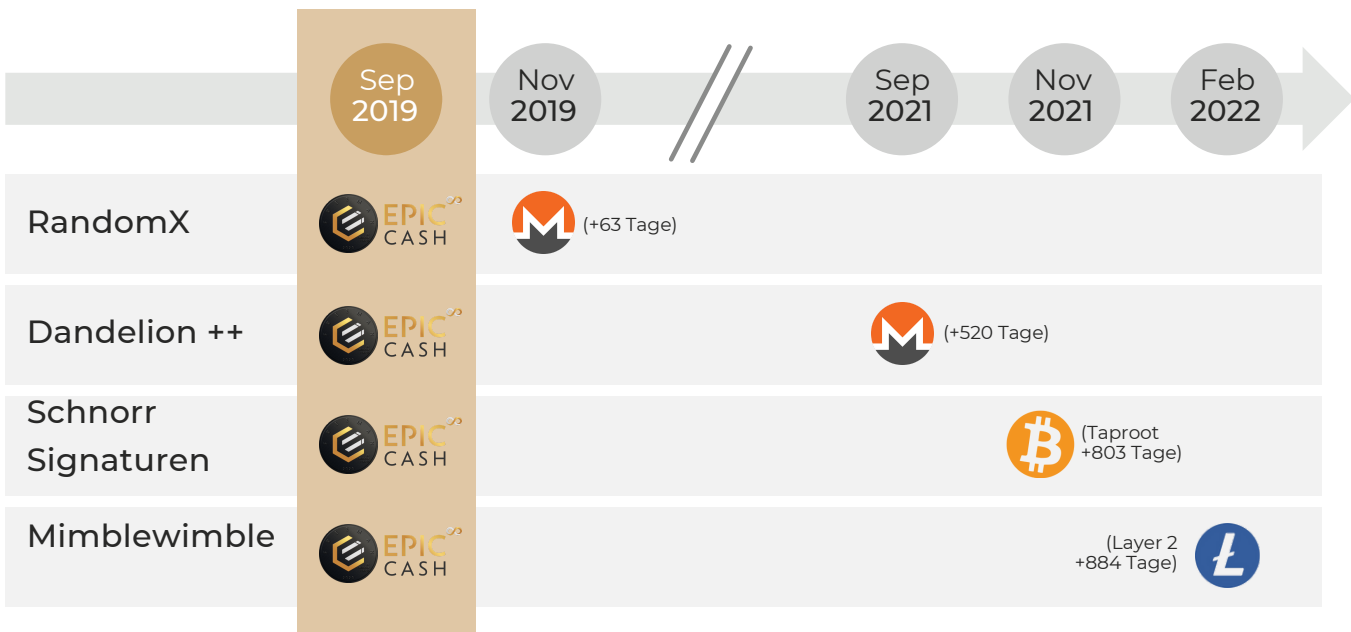 Sep
2019
Nov
2019
Sep
2021
Nov
2021
Feb
2022
RandomX
EPIC
CASH
(+63 Tage)
Dandelion ++
EPIC
CASH
(+520 Tage)
Schnorr
Signaturen
EPIC
CASH
(Taproot
+803 Tage)
Mimblewimble
EPIC
CASH
(Layer 2
+884 Tage)